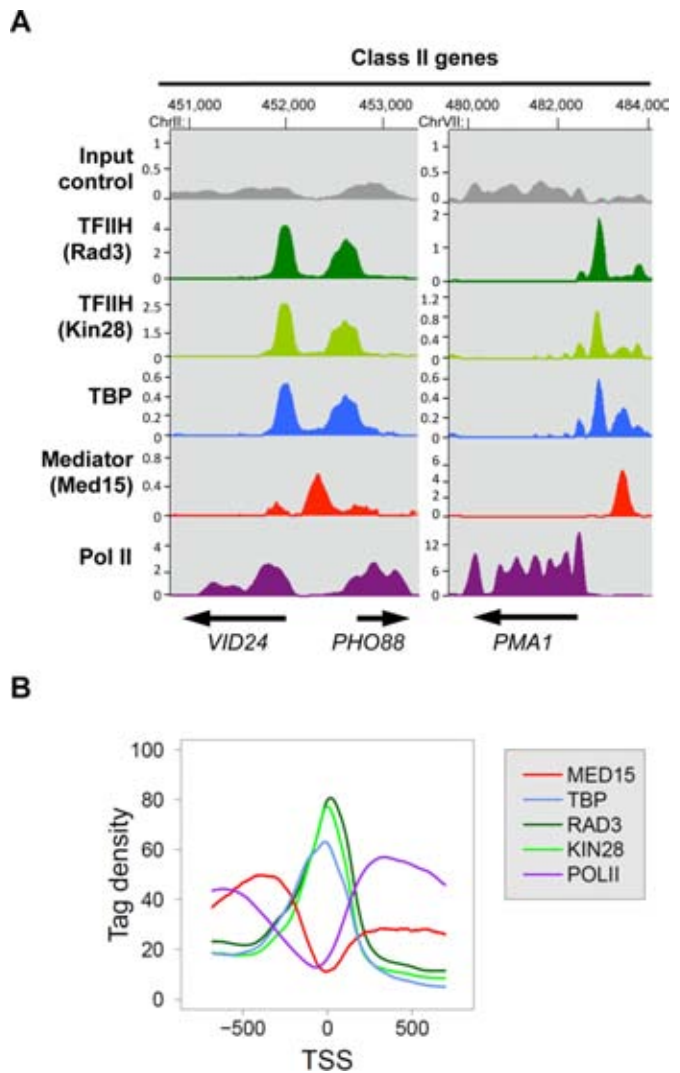 A
Class II genes
451,000 452,000 453,000 480,000 482,000 484,000
ChrII: ChrVII:
Input control
1 0.5 0
1 0.5 0
TFIIH (Rad3)
4 2 0
2 1 0
TFIIH (Kin28)
2.5 1.5 0
1.2 0.6 0
TBP
0.6 0.4 0.2 0
0.6 0.4 0.2 0
Mediator (Med15)
0.8 0.4 0
6 4 2 0
Pol II
4 2 0
12 6 0
VID24 PHO88 PMA1
B
Tag density
100
80
60
40
20
0
−500 0 500
TSS
MED15
TBP
RAD3
KIN28
POLII